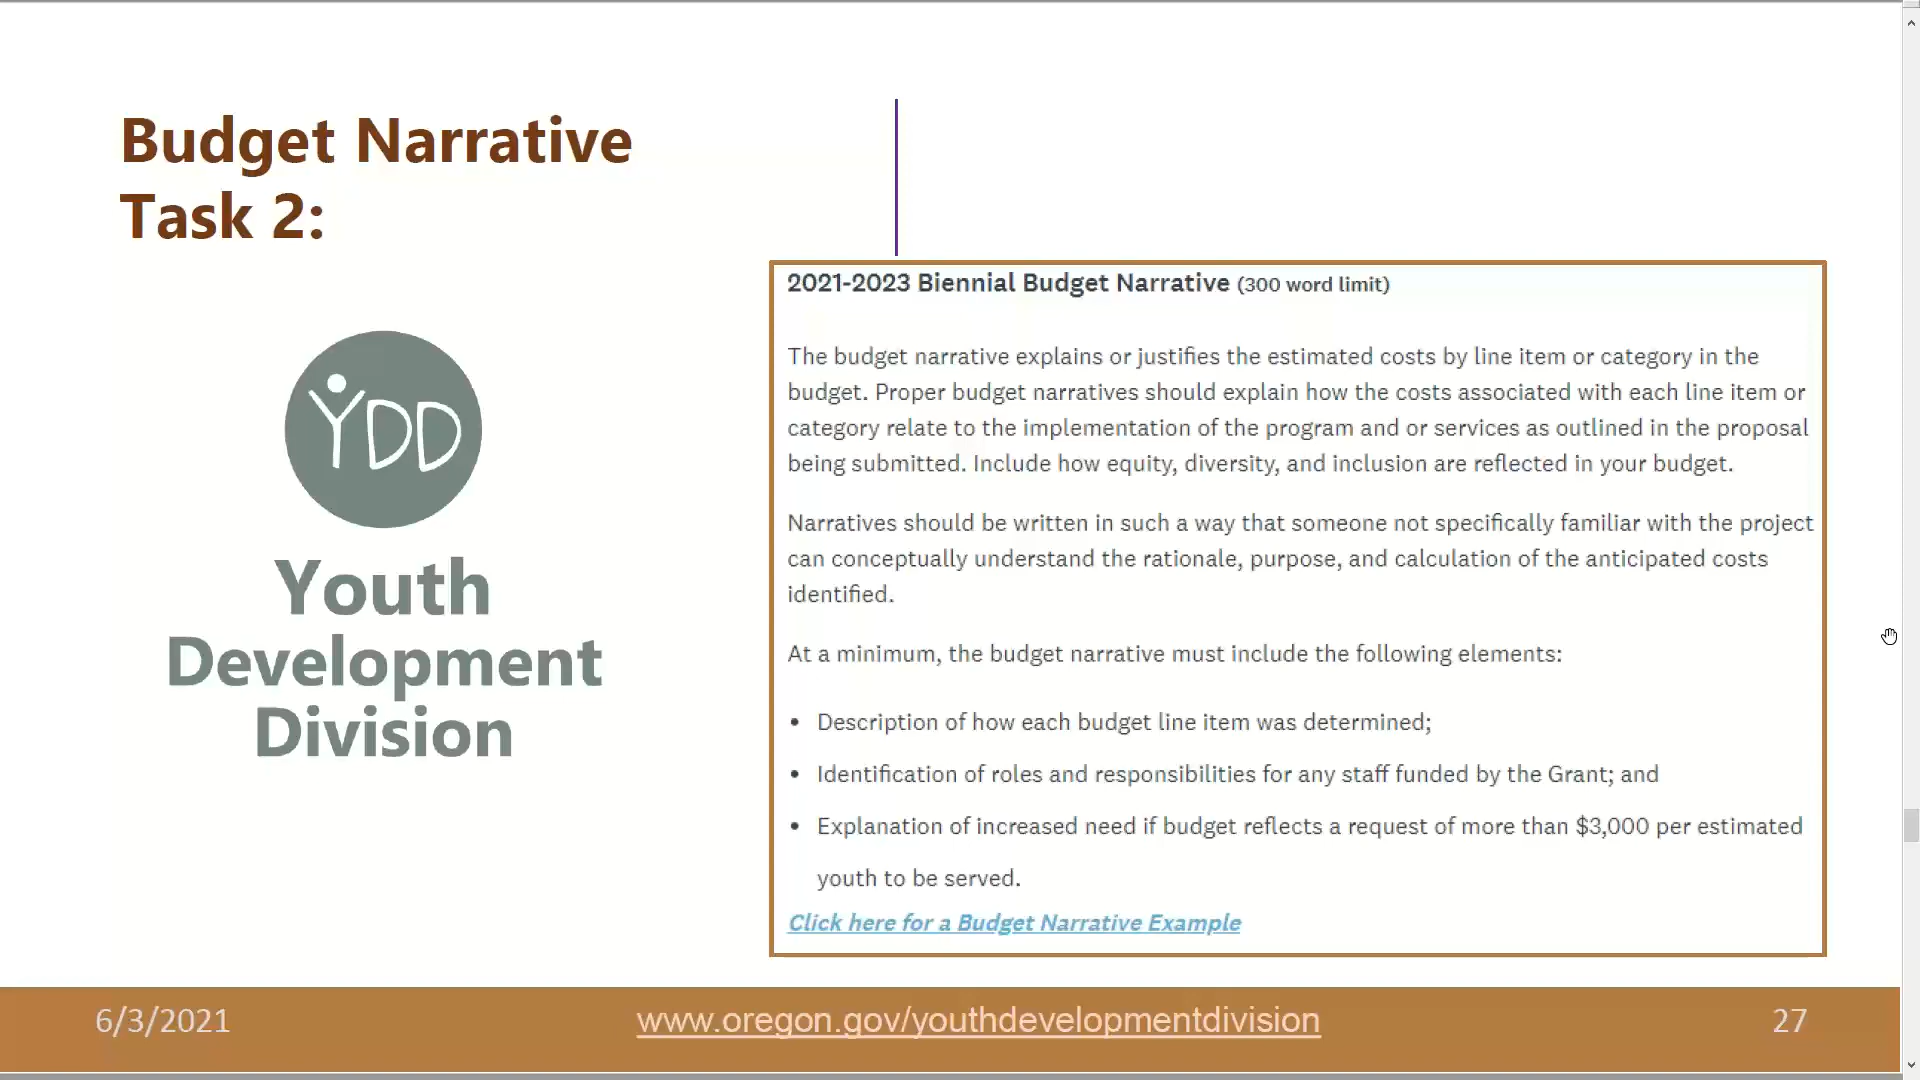 Budget Narrative
Task 2:
YDD
Youth
Development
Division
2021-2023 Biennial Budget Narrative (300 word limit)
The budget narrative explains or justifies the estimated costs by line item or category in the
budget. Proper budget narratives should explain how the costs associated with each line item or
category relate to the implementation of the program and or services as outlined in the proposal
being submitted. Include how equity, diversity, and inclusion are reflected in your budget.
Narratives should be written in such a way that someone not specifically familiar with the project
can conceptually understand the rationale, purpose, and calculation of the anticipated costs
identified.
At a minimum, the budget narrative must include the following elements:
• Description of how each budget line item was determined;
• Identification of roles and responsibilities for any staff funded by the Grant; and
• Explanation of increased need if budget reflects a request of more than $3,000 per estimated
youth to be served.
Click here for a Budget Narrative Example
6/3/2021
www.oregon.gov/youthdevelopmentdivision
27